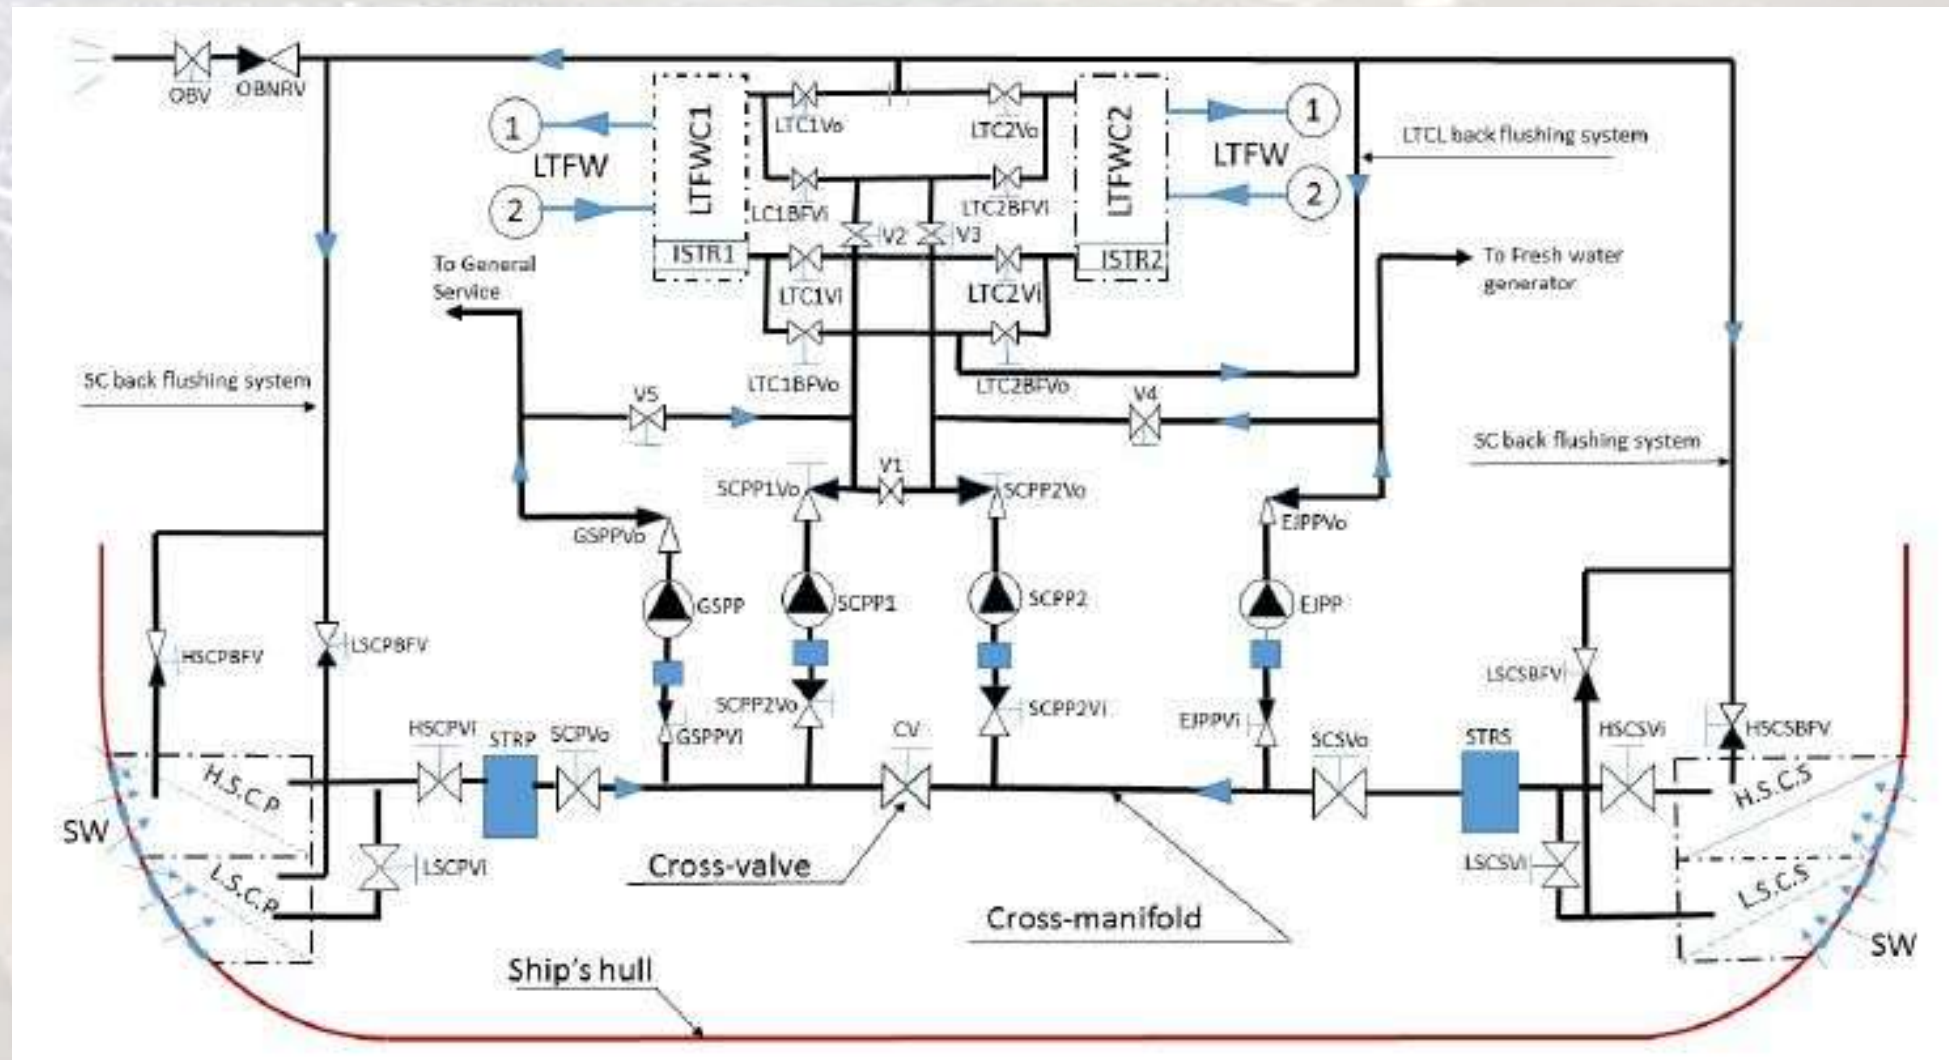 OBV
OBNRV
LTFWC1
LTFWC2
1
LTFW
2
1
LTFW
2
LTC1Vo
LTC2Vo
LTCL back flushing system
LC1BFVi
LTC2BFVi
V2
V3
ISTR1
ISTR2
To General
Service
To Fresh water
generator
LTC1Vi
LTC2Vi
SC back flushing system
LTC1BFVo
LTC2BFVo
V5
V4
SC back flushing system
V1
SCPP1Vo
SCPP2Vo
GSPPVo
EJPPVo
GSPP
SCPP1
SCPP2
EJPP
HSCPBFV
LSCPBFV
LSCSBFVi
SCPP2Vo
SCPP2Vi
HSCPVi
STRP
SCPVo
GSPPVi
CV
EJPPVi
SCSVo
STRS
HSCSVi
HSCSBFV
H.S.C.P
H.S.C.S
SW
L.S.C.P
LSCPVi
Cross-valve
LSCSVi
L.S.C.S
Cross-manifold
SW
Ship's hull